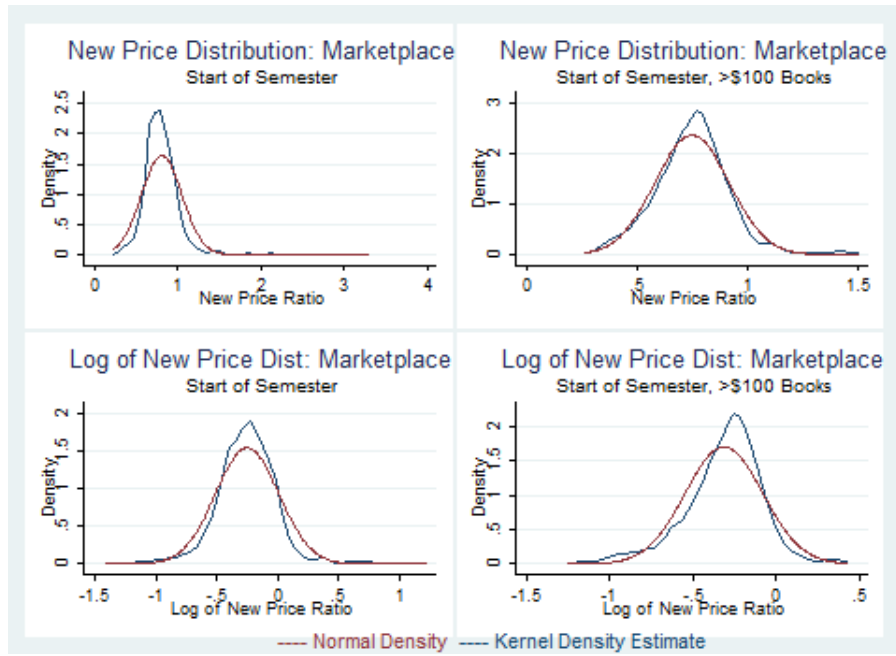 New Price Distribution: Marketplace
Start of Semester
Density
0 .5 1 1.5 2 2.5
0 1 2 3 4
New Price Ratio
New Price Distribution: Marketplace
Start of Semester, >$100 Books
Density
0 1 2 3
0 .5 1 1.5
New Price Ratio
Log of New Price Dist: Marketplace
Start of Semester
Density
0 .5 1 1.5 2
-1.5 -1 -.5 0 .5 1
Log of New Price Ratio
Log of New Price Dist: Marketplace
Start of Semester, >$100 Books
Density
0 .5 1 1.5 2
-1.5 -1 -.5 0 .5
Log of New Price Ratio
---- Normal Density ---- Kernel Density Estimate